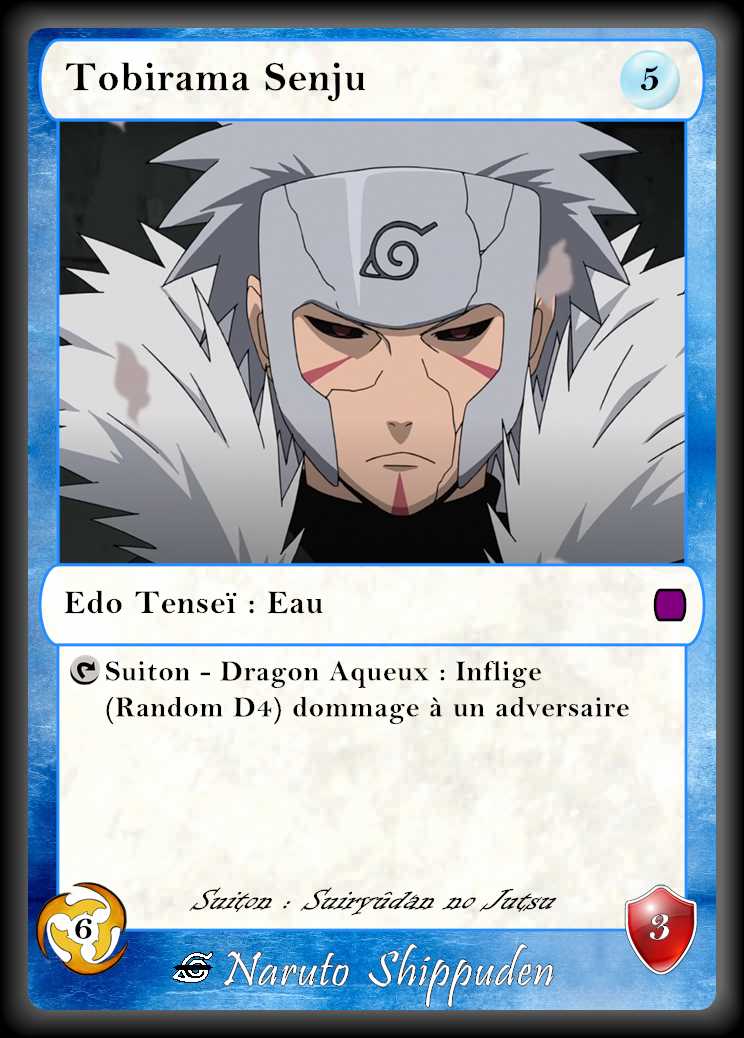 Tobirama Senju
5
Edo Tenseï : Eau
Suiton - Dragon Aqueux : Inflige
(Random D4) dommage à un adversaire
Suiton : Suiryûdan no Jutsu
6
3
Naruto Shippuden